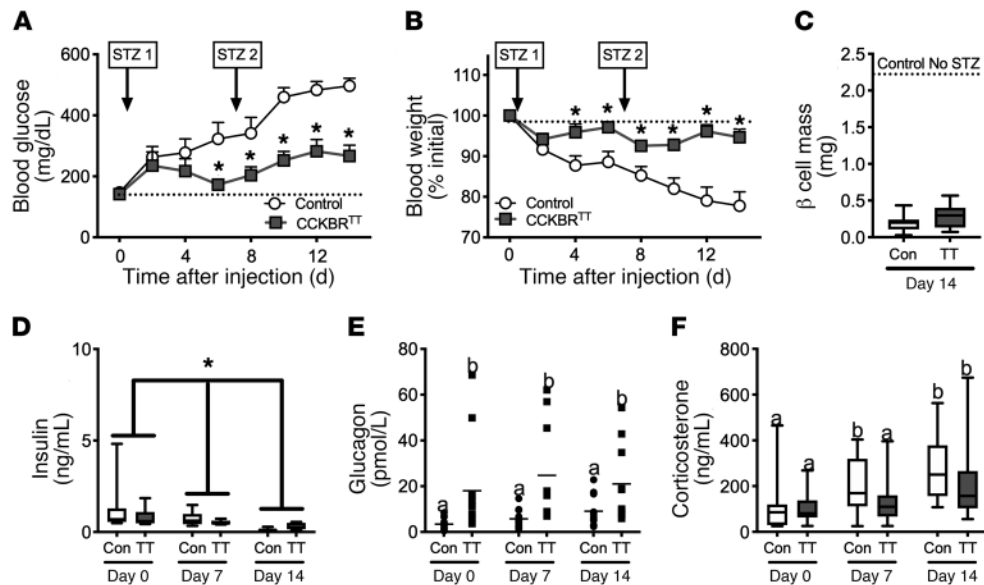 A
STZ 1
STZ 2
Blood glucose
(mg/dL)
600
400
200
0
Control
CCKBRTT
0
4
8
12
Time after injection (d)
B
STZ 1
STZ 2
Blood weight
(% initial)
110
100
90
80
70
* * * * * *
Control
CCKBRTT
0
4
8
12
Time after injection (d)
C
β cell mass
(mg)
2.5
2.0
1.5
1.0
0.5
0.0
Control No STZ
Con TT
Day 14
D
Insulin
(ng/mL)
10
5
0
*
Con TT Con TT Con TT
Day 0 Day 7 Day 14
E
Glucagon
(pmol/L)
80
60
40
20
0
a b a b a b
Con TT Con TT Con TT
Day 0 Day 7 Day 14
F
Corticosterone
(ng/mL)
800
600
400
200
0
a a b a b b
Con TT Con TT Con TT
Day 0 Day 7 Day 14